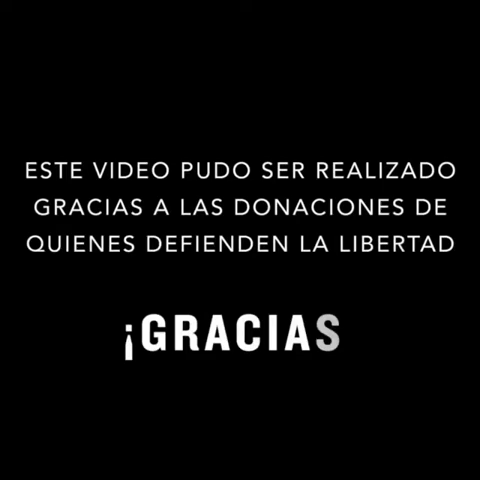 ESTE VIDEO PUDO SER REALIZADO
GRACIAS A LAS DONACIONES DE
QUIENES DEFIENDEN LA LIBERTAD
¡GRACIAS